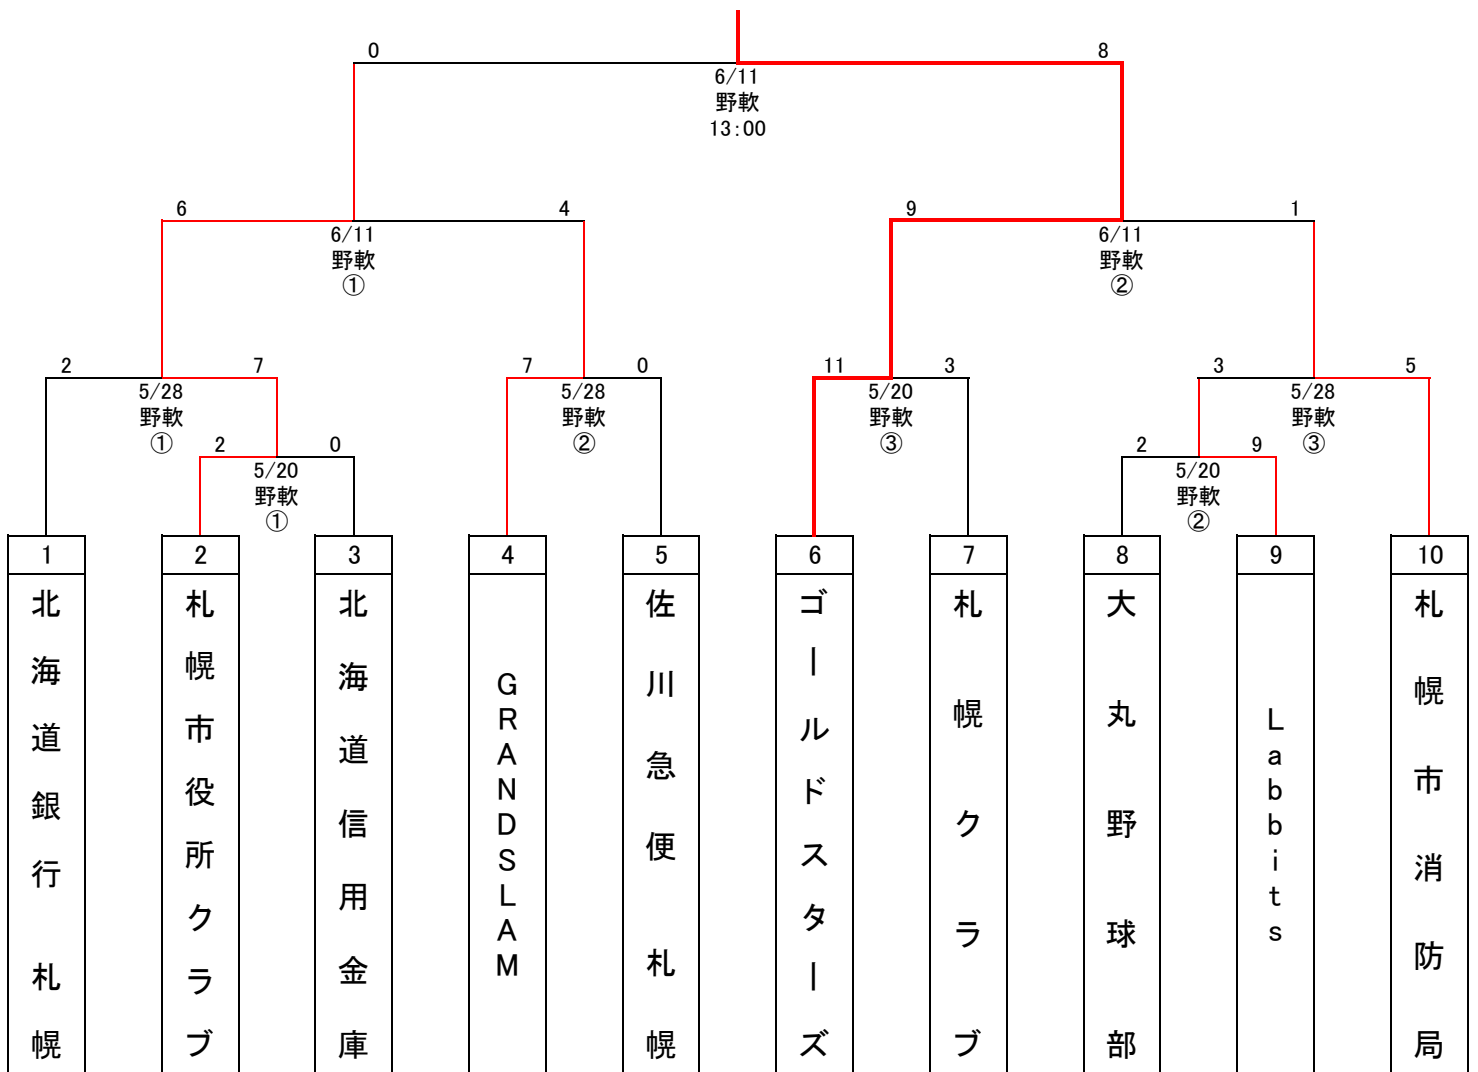 0
8
6/11
野軟
13:00
6
4
9
1
6/11
野軟
①
6/11
野軟
②
2
7
7
0
11
3
3
5
5/28
野軟
①
5/28
野軟
②
5/20
野軟
③
5/28
野軟
③
2
0
2
9
5/20
野軟
①
5/20
野軟
②
1
2
3
4
5
6
7
8
9
10
北海道銀行 札幌
札幌市役所クラブ
北海道信用金庫
GRANDSLAM
佐川急便 札幌
ゴールドスターズ
札幌クラブ
大丸野球部
Labbits
札幌市消防局